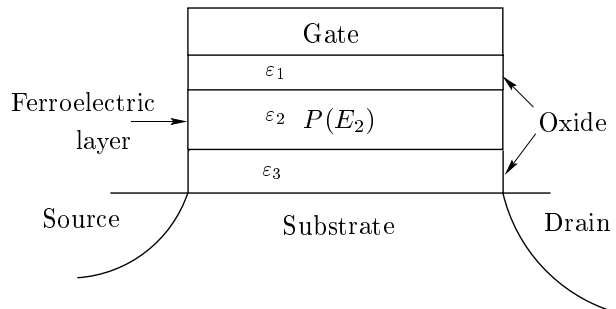 Gate
ε₁
Ferroelectric
layer
ε₂ P(E₂)
Oxide
ε₃
Source
Substrate
Drain